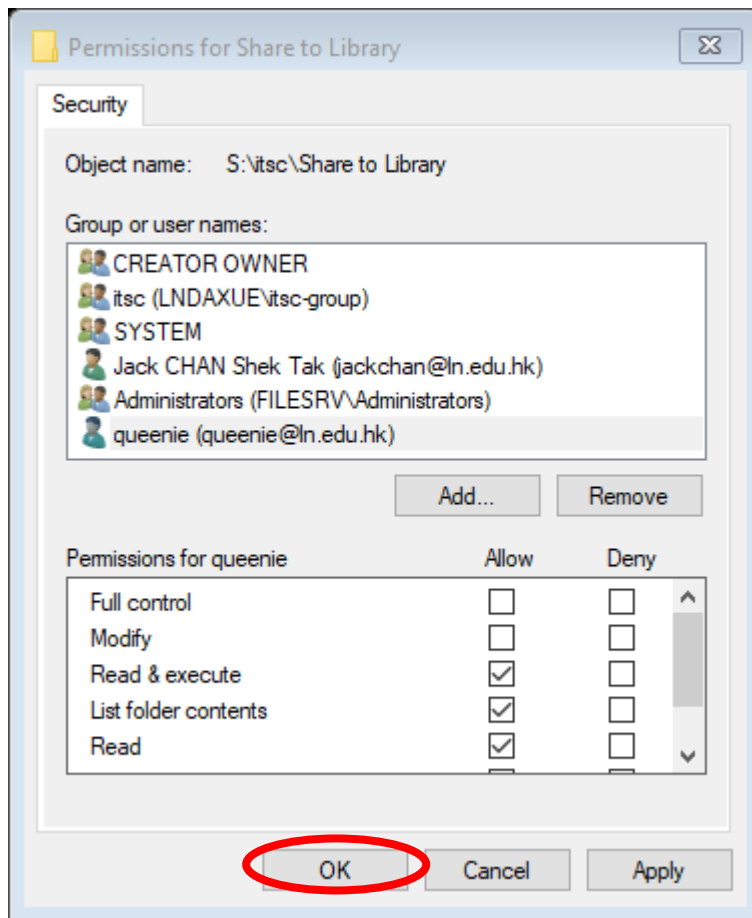 Permissions for Share to Library
Security
Object name: S:\itsc\Share to Library
Group or user names:
CREATOR OWNER
itsc (LNDAXUE\itsc-group)
SYSTEM
Jack CHAN Shek Tak (jackchan@ln.edu.hk)
Administrators (FILESRV\Administrators)
queenie (queenie@ln.edu.hk)
Add... Remove
Permissions for queenie Allow Deny
Full control
Modify
Read & execute
List folder contents
Read
OK Cancel Apply